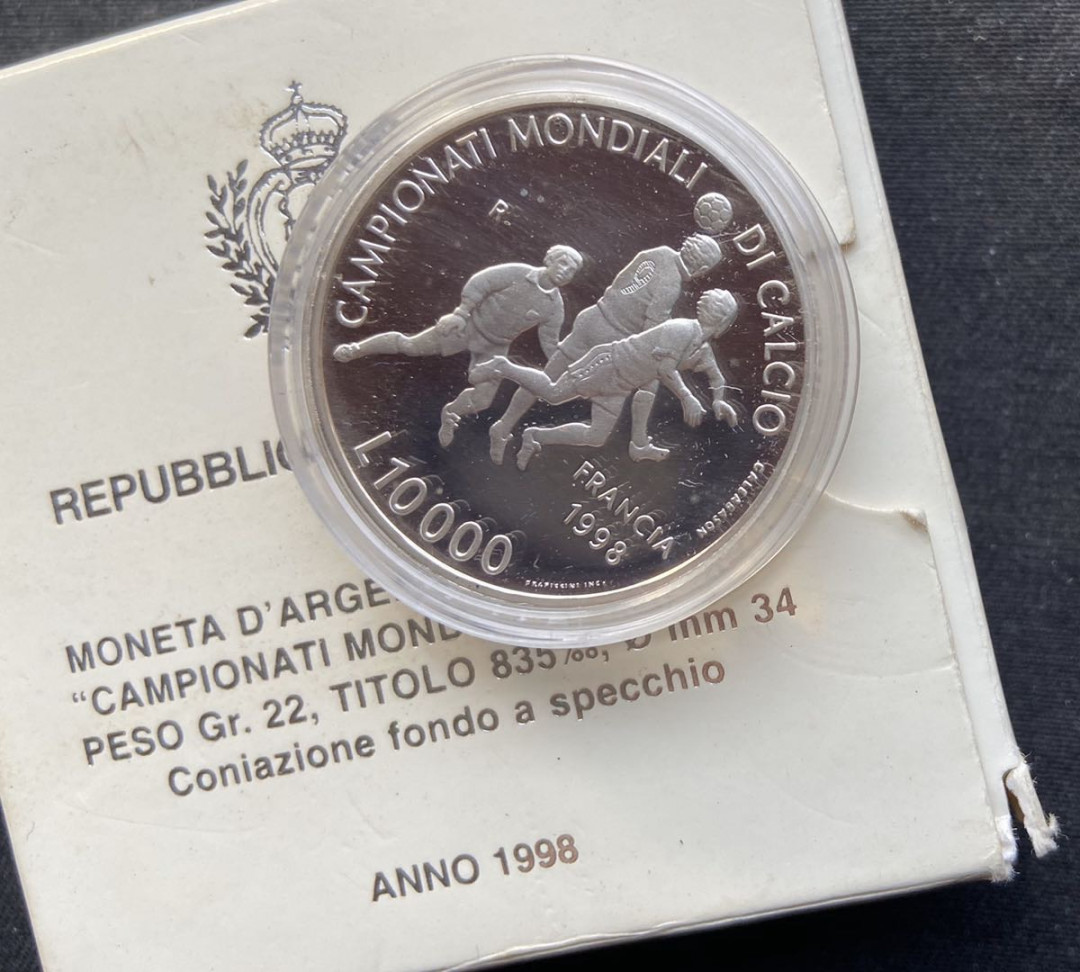 CAMPIONATI MONDIALI DI CALCIO
R
L.10000
FRANCIA
1998
REPUBBLIC
MONETA D'ARGE
“CAMPIONATI MOND
PESO Gr. 22, TITOLO 835‰, Ø mm 34
Coniazione fondo a specchio
ANNO 1998